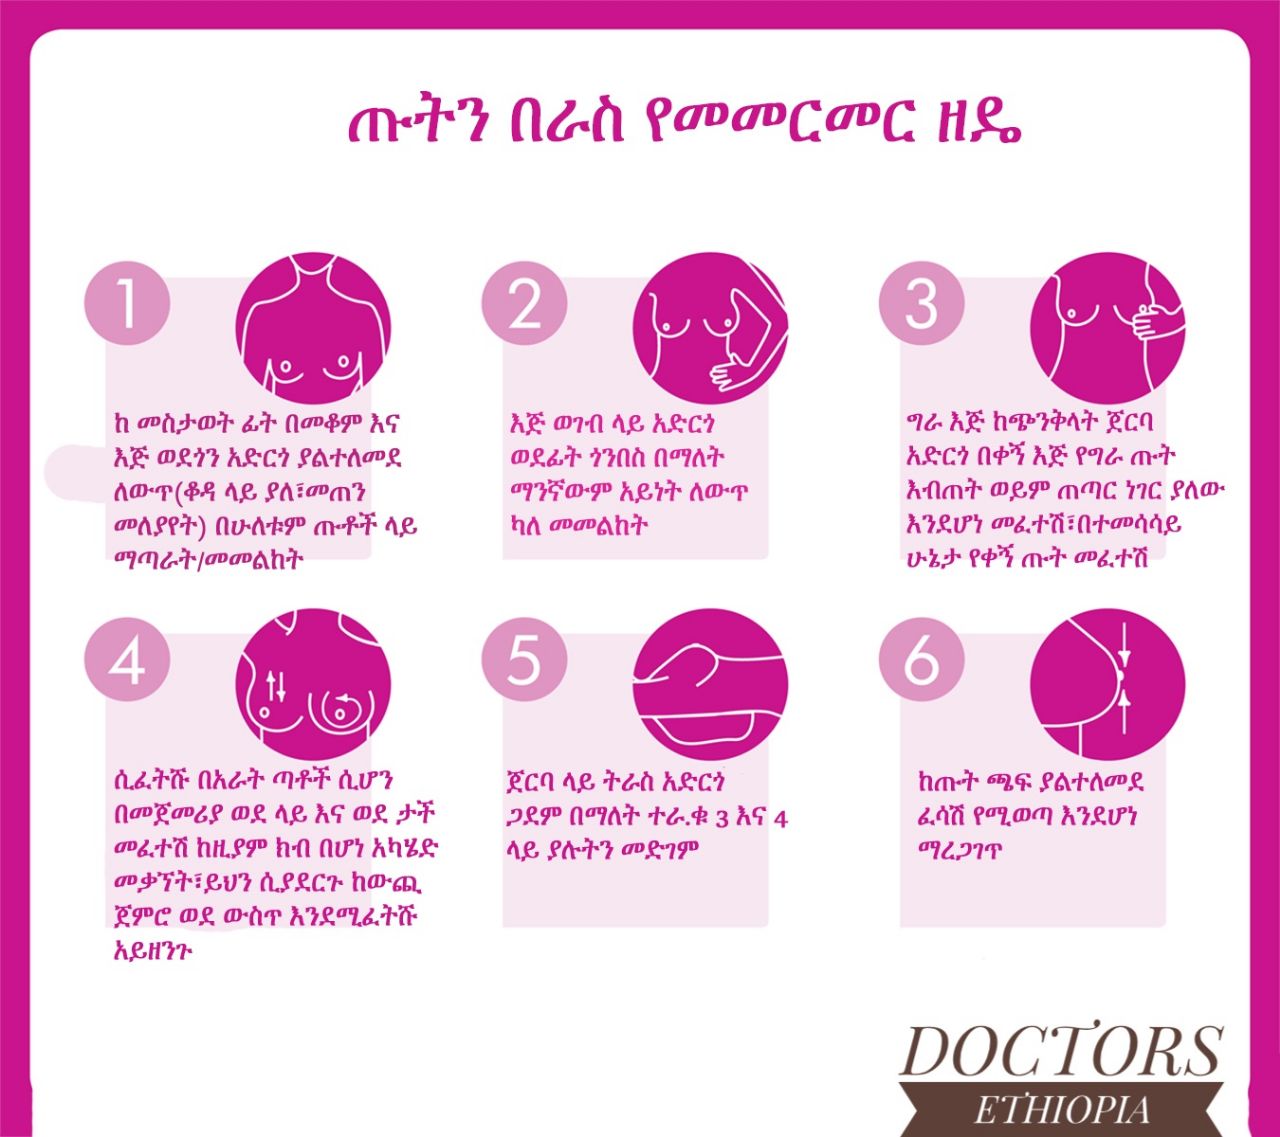 ጡትን በራስ የመመርመር ዘዴ
1
ከ መስታወት ፊት በመቆም እና
እጅ ወደጎን አድርጎ ያልተለመደ
ለውጥ(ቆዳ ላይ ያለ፣መጠን
መለያየት) በሁለቱም ጡቶች ላይ
ማጣራት/መመልከት
2
እጅ ወገብ ላይ አድርጎ
ወደፊት ጎንበስ በማለት
ማንኛውም አይነት ለውጥ
ካለ መመልከት
3
ግራ እጅ ከጭንቅላት ጀርባ
አድርጎ በቀኝ እጅ የግራ ጡት
እብጠት ወይም ጠጣር ነገር ያለው
እንደሆነ መፈተሽ፣በተመሳሳይ
ሁኔታ የቀኝ ጡት መፈተሽ
4
ሲፈትሹ በአራት ጣቶች ሲሆን
በመጀመሪያ ወደ ላይ እና ወደ ታች
መፈተሽ ከዚያም ክብ በሆነ አካሄድ
መቃኘት፣ይህን ሲያደርጉ ከውጪ
ጀምሮ ወደ ውስጥ እንደሚፈትሹ
አይዘንጉ
5
ጀርባ ላይ ትራስ አድርጎ
ጋደም በማለት ተራ.ቁ 3 እና 4
ላይ ያሉትን መድገም
6
ከጡት ጫፍ ያልተለመደ
ፈሳሽ የሚወጣ እንደሆነ
ማረጋገጥ
DOCTORS
ETHIOPIA